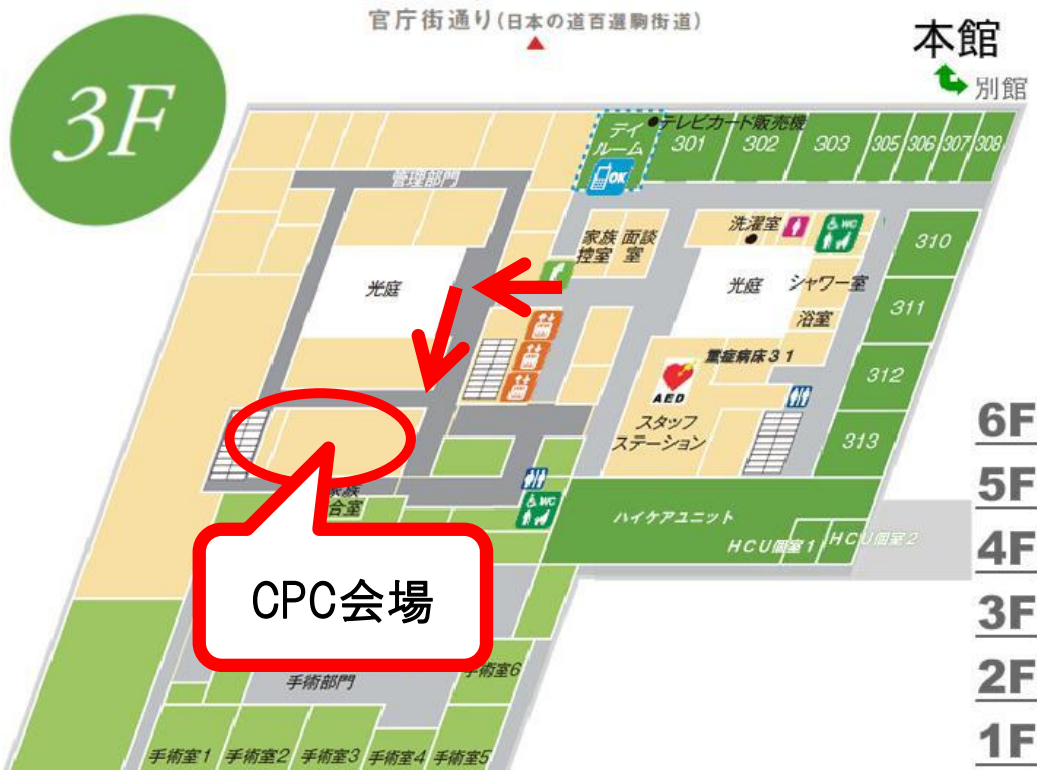 官庁街通り(日本の道百選駒街道)
本館
別館
3F
テレビカード販売機
デイ
ルーム
OK
301
302
303
305
306
307
308
管理部門
家族
控室
面談
室
洗濯室
WC
310
光庭
光庭
シャワー室
浴室
311
重症病床31
312
AED
スタッフ
ステーション
313
6F
5F
4F
3F
2F
1F
家族
合室
WC
ハイケアユニット
HCU個室1
HCU個室2
CPC会場
手術部門
手術室6
手術室1
手術室2
手術室3
手術室4
手術室5